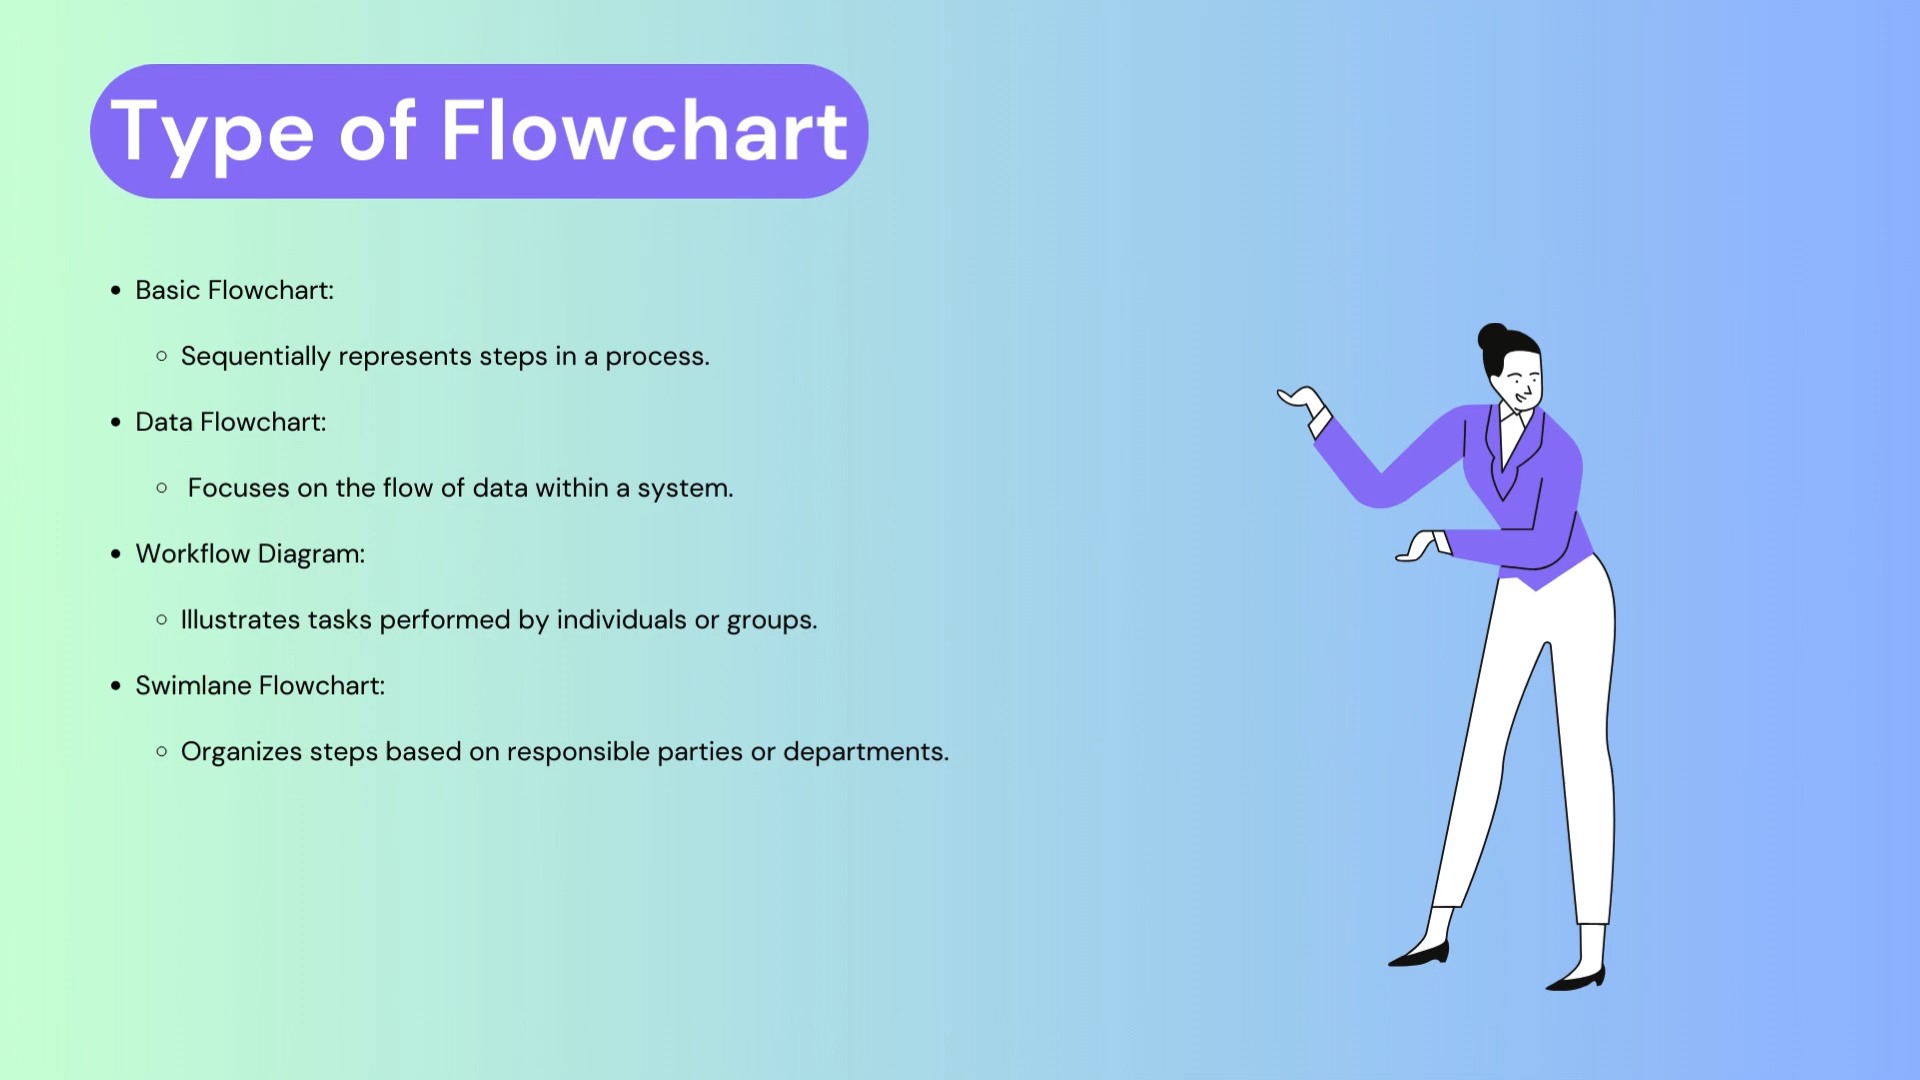 Type of Flowchart
• Basic Flowchart:
○ Sequentially represents steps in a process.
• Data Flowchart:
○ Focuses on the flow of data within a system.
• Workflow Diagram:
○ Illustrates tasks performed by individuals or groups.
• Swimlane Flowchart:
○ Organizes steps based on responsible parties or departments.